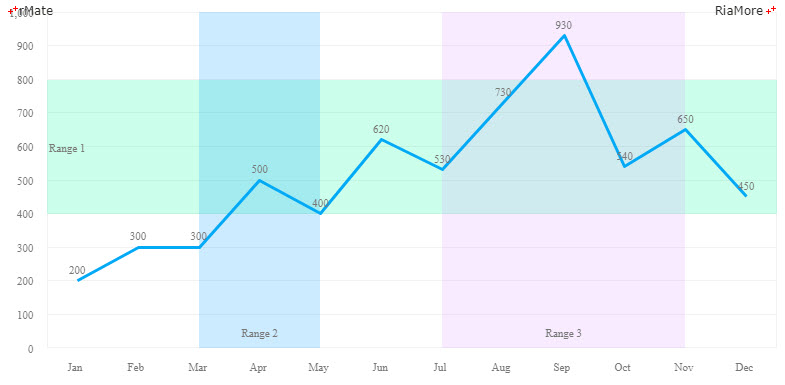 rMate
RiaMore
1,000
900
800
700
600
500
400
300
200
100
0
Range 1
Range 2
Range 3
200
300
300
500
400
620
530
730
930
540
650
450
Jan
Feb
Mar
Apr
May
Jun
Jul
Aug
Sep
Oct
Nov
Dec